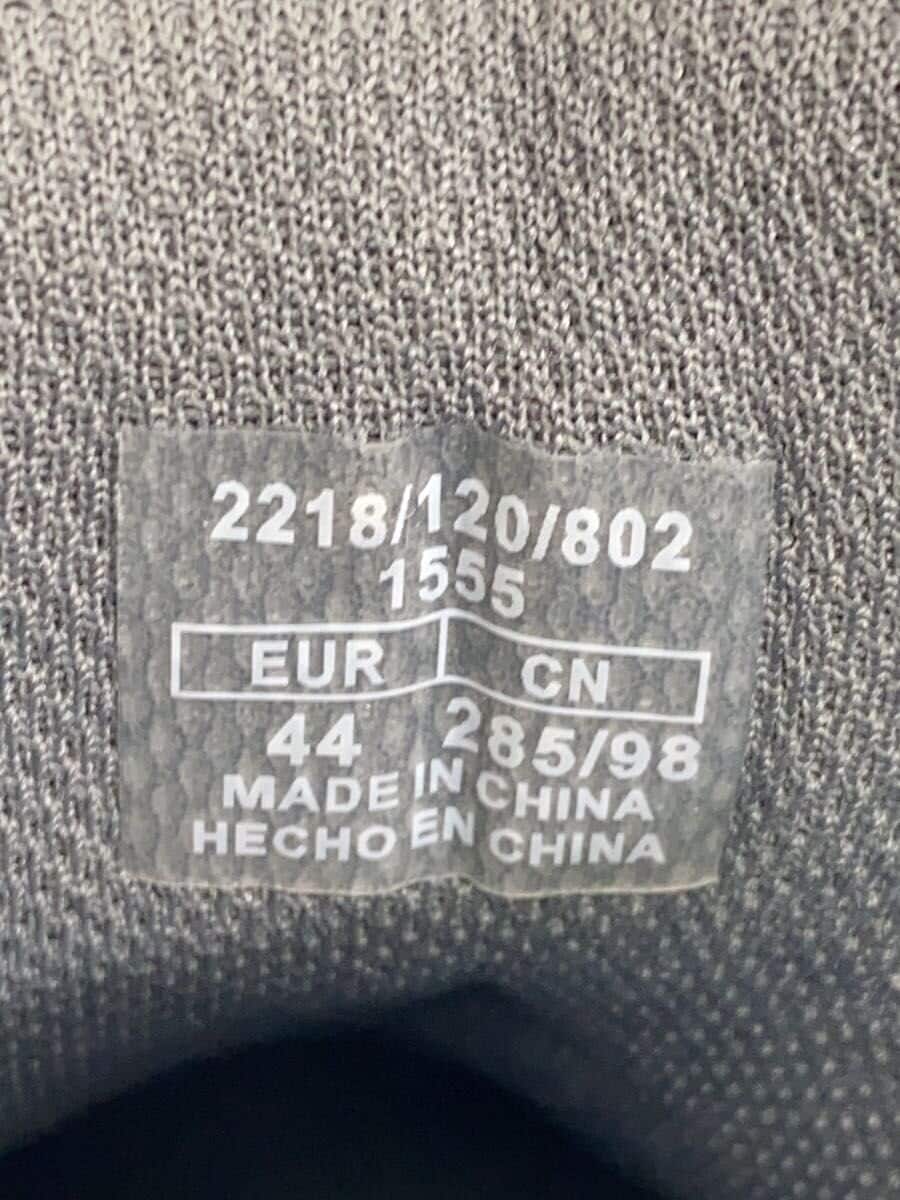 2218/120/802
1555
EUR CN
44 285/98
MADE IN CHINA
HECHO EN CHINA